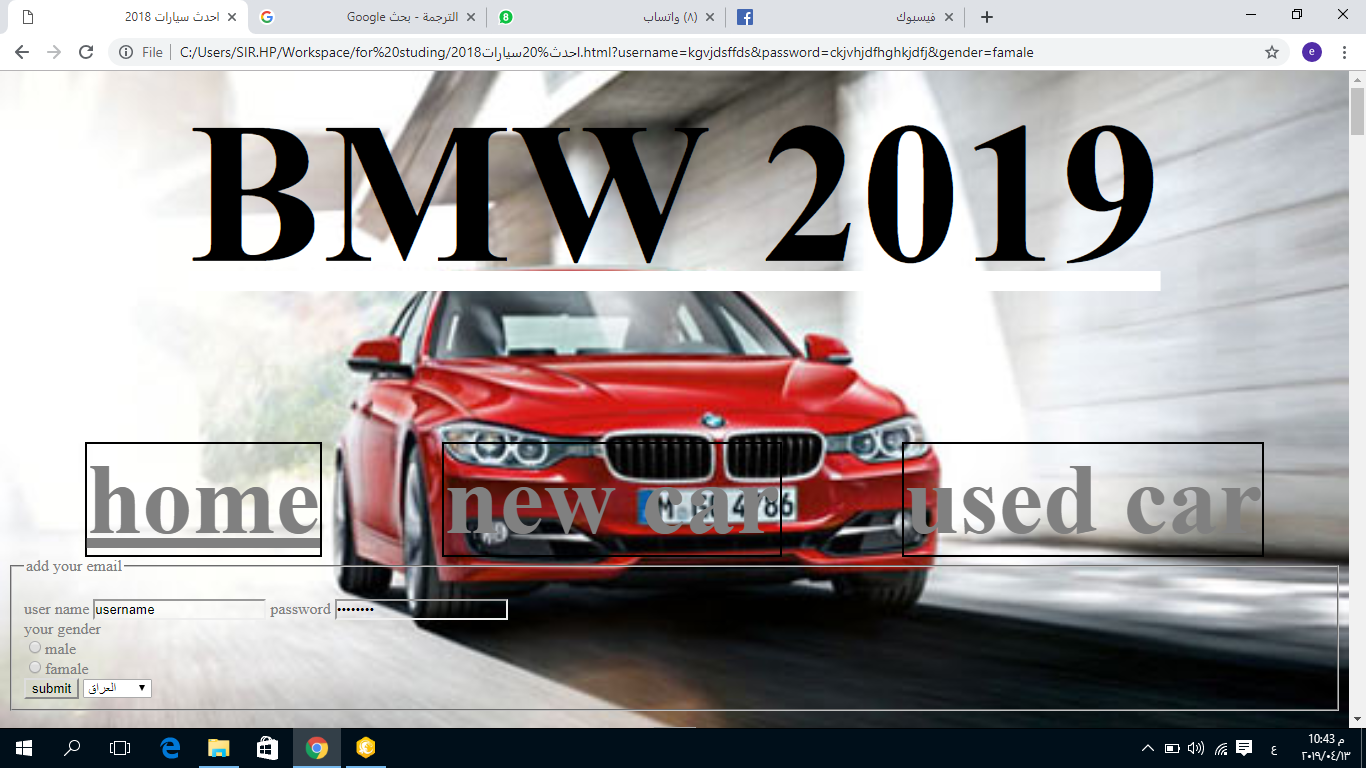 احدث سيارات 2018
الترجمة - بحث Google
(٨) واتساب
فيسبوك
File
C:/Users/SIR.HP/Workspace/for%20studing/2018احدث%20سيارات.html?username=kgvjdsffds&password=ckjvhjdfhghkjdfj&gender=famale
e
BMW 2019
home
new car
used car
add your email
user name username password ••••••••
your gender
male
famale
submit العراق
ع
10:43 م
٢٠١٩/٠٤/١٣